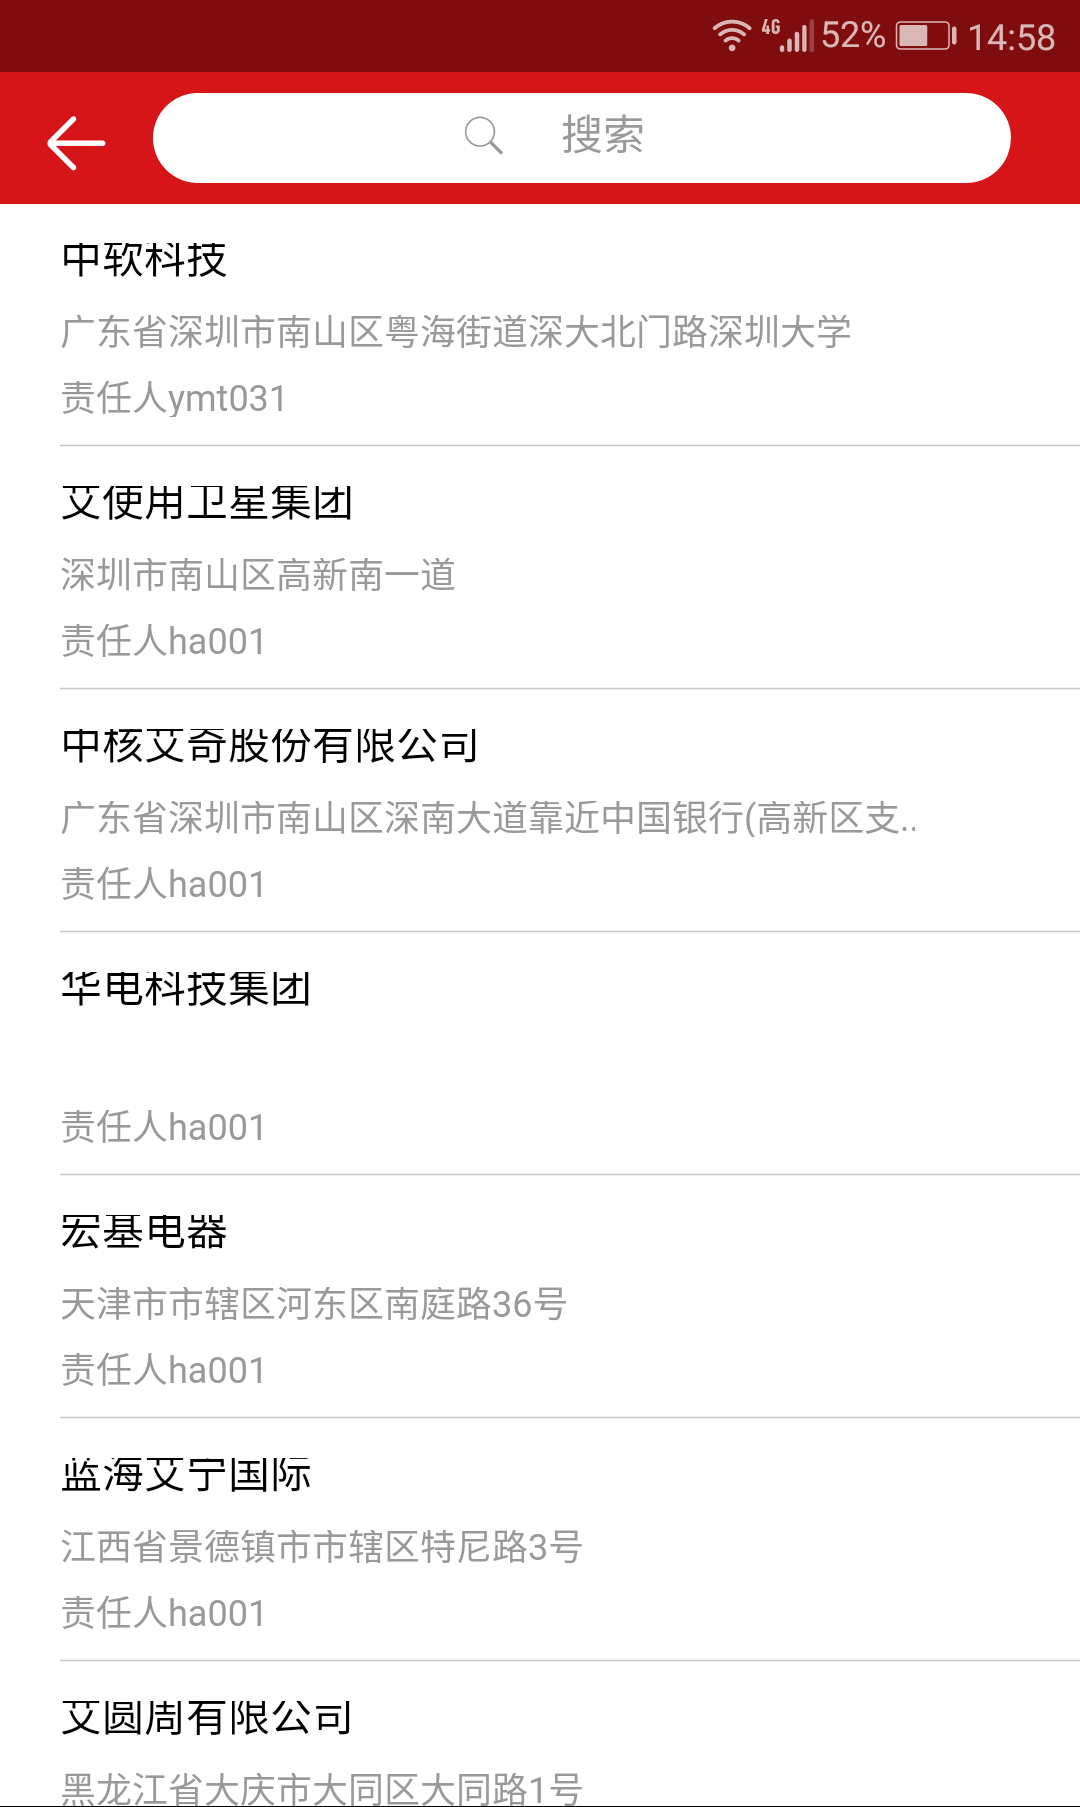 4G 52% 14:58
搜索
中软科技
广东省深圳市南山区粤海街道深大北门路深圳大学
责任人ymt031
艾使用卫星集团
深圳市南山区高新南一道
责任人ha001
中核艾奇股份有限公司
广东省深圳市南山区深南大道靠近中国银行(高新区支..
责任人ha001
华电科技集团
责任人ha001
宏基电器
天津市市辖区河东区南庭路36号
责任人ha001
蓝海艾宁国际
江西省景德镇市市辖区特尼路3号
责任人ha001
艾圆周有限公司
黑龙江省大庆市大同区大同路1号